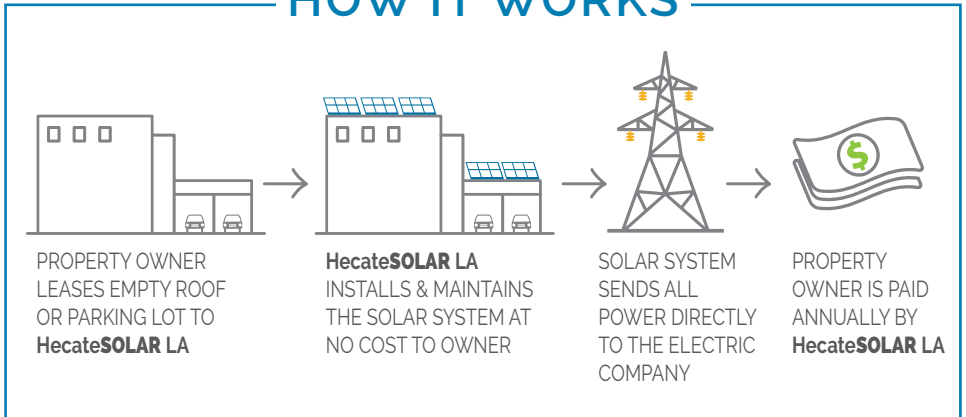 HOW IT WORKS
PROPERTY OWNER
LEASES EMPTY ROOF
OR PARKING LOT TO
HecateSOLAR LA
HecateSOLAR LA
INSTALLS & MAINTAINS
THE SOLAR SYSTEM AT
NO COST TO OWNER
SOLAR SYSTEM
SENDS ALL
POWER DIRECTLY
TO THE ELECTRIC
COMPANY
$
PROPERTY
OWNER IS PAID
ANNUALLY BY
HecateSOLAR LA